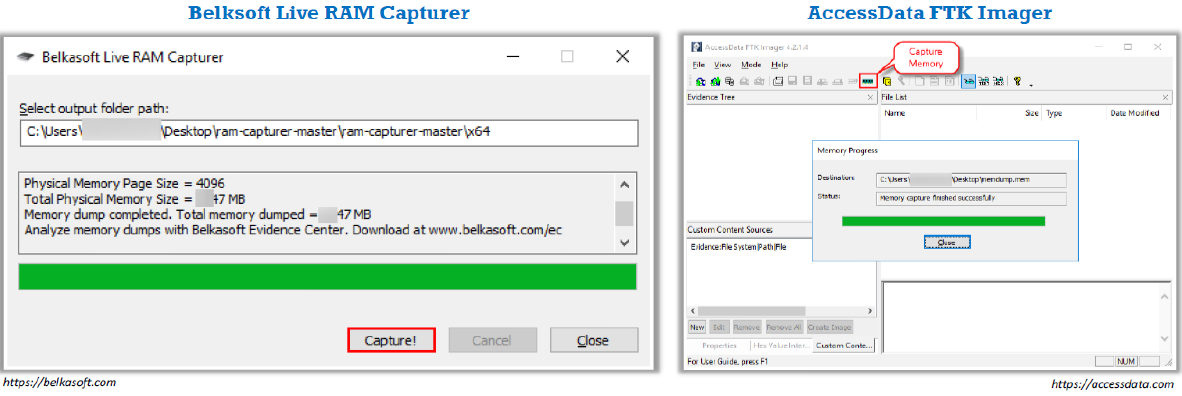 Belksoft Live RAM Capturer
Belkasoft Live RAM Capturer
Select output folder path:
C:\Users\ \Desktop\ram-capturer-master\ram-capturer-master\x64
Physical Memory Page Size = 4096
Total Physical Memory Size = 47 MB
Memory dump completed. Total memory dumped = 47 MB
Analyze memory dumps with Belkasoft Evidence Center. Download at www.belkasoft.com/ec
Capture!
Cancel
Close
https://belkasoft.com
AccessData FTK Imager
AccessData FTK Imager 4.2.1.4
Capture
Memory
File View Mode Help
Evidence Tree
File List
Name Size Type Date Modified
Memory Progress
Destination: C:\Users\ \Desktop\memdump.mem
Status: Memory capture finished successfully
Close
Custom Content Sources
Evidence:File System|Path|File
New Edit Remove Remove All Create Image
Properties Hex Value Inter... Custom Conte...
For User Guide, press F1
NUM
https://accessdata.com